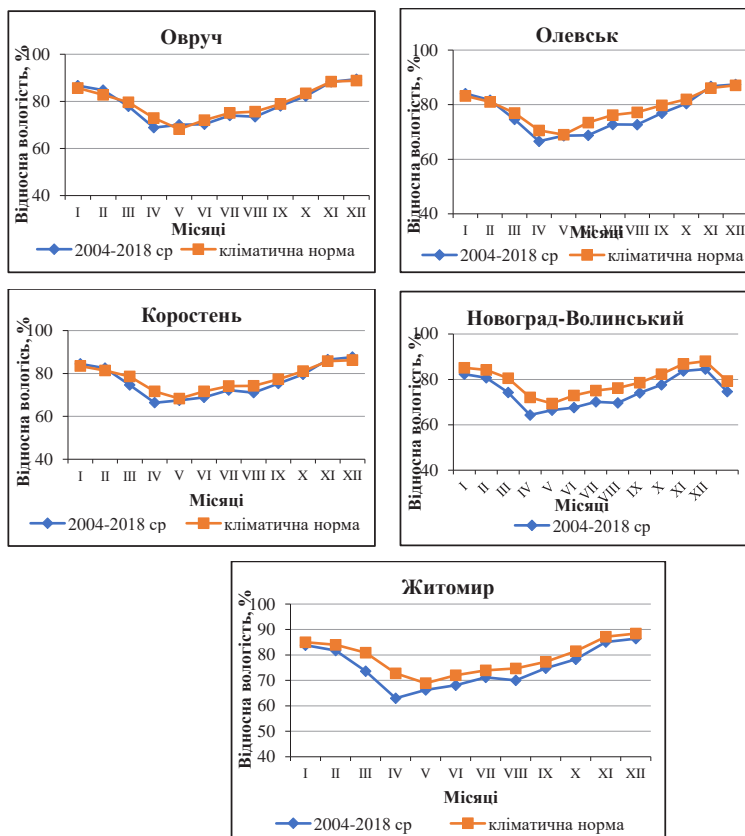 Овруч
Відносна вологість, %
100
80
60
40
I II III IV V VI VII VIII IX X XI XII
Місяці
2004-2018 ср кліматична норма
Олевськ
Відносна вологість, %
100
80
60
40
I II III IV V VI VII VIII IX X XI XII
Місяці
2004-2018 ср кліматична норма
Коростень
Відносна вологісь, %
100
80
60
40
I II III IV V VI VII VIII IX X XI XII
Місяці
2004-2018 ср кліматична норма
Новоград-Волинський
Відносна вологість, %
100
80
60
40
I II III IV V VI VII VIII IX X XI XII
Місяці
2004-2018 ср
Житомир
Відносна вологість, %
100
90
80
70
60
50
40
I II III IV V VI VII VIII IX X XI XII
Місяці
2004-2018 ср кліматична норма